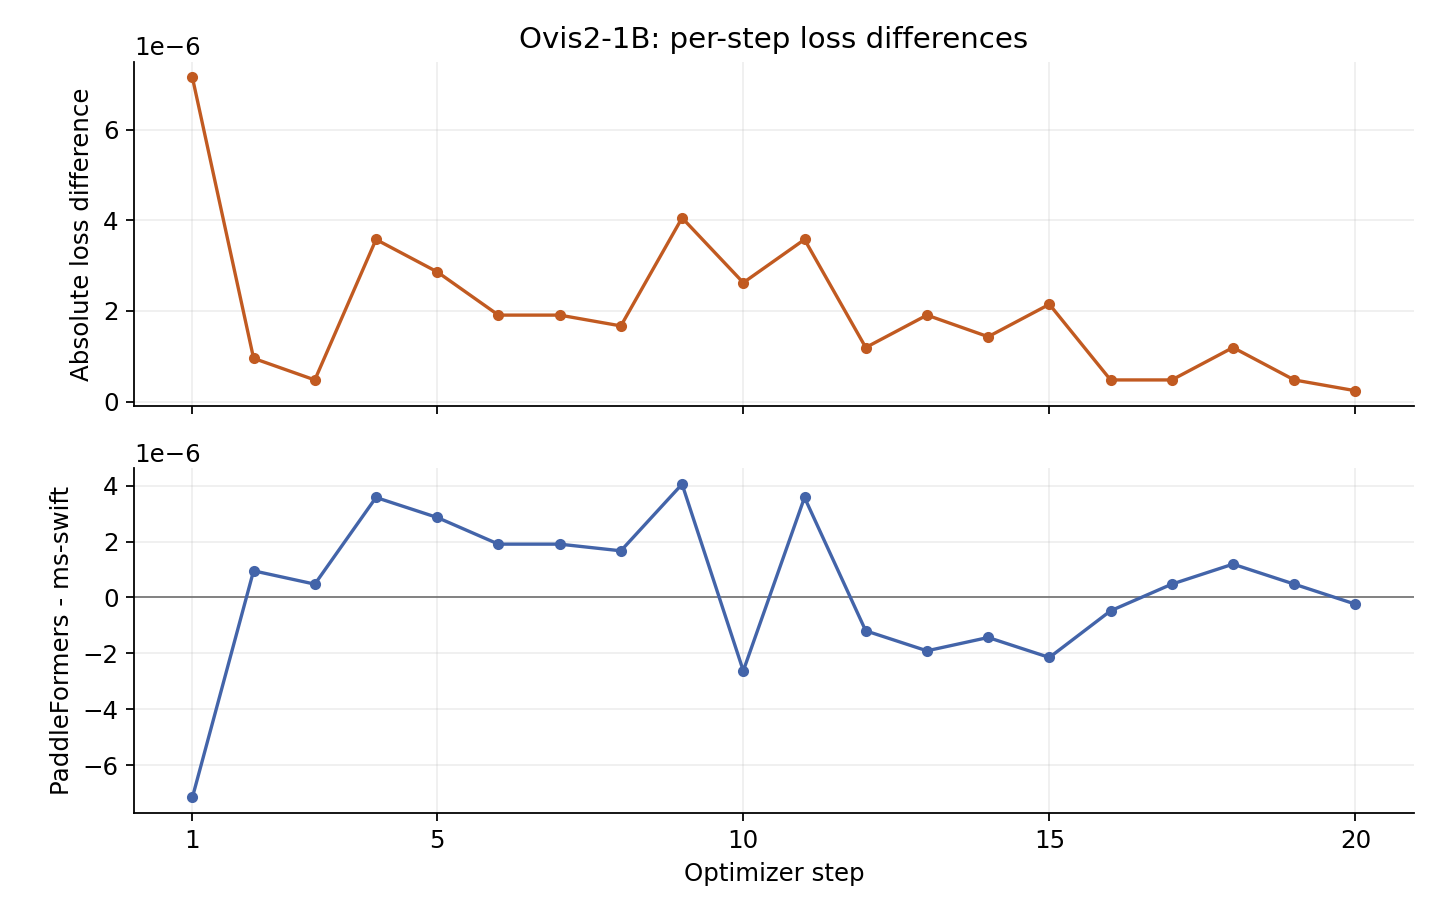 Ovis2-1B: per-step loss differences
1e−6
Absolute loss difference
6
4
2
0
1e−6
PaddleFormers - ms-swift
4
2
0
−2
−4
−6
1
5
10
15
20
Optimizer step